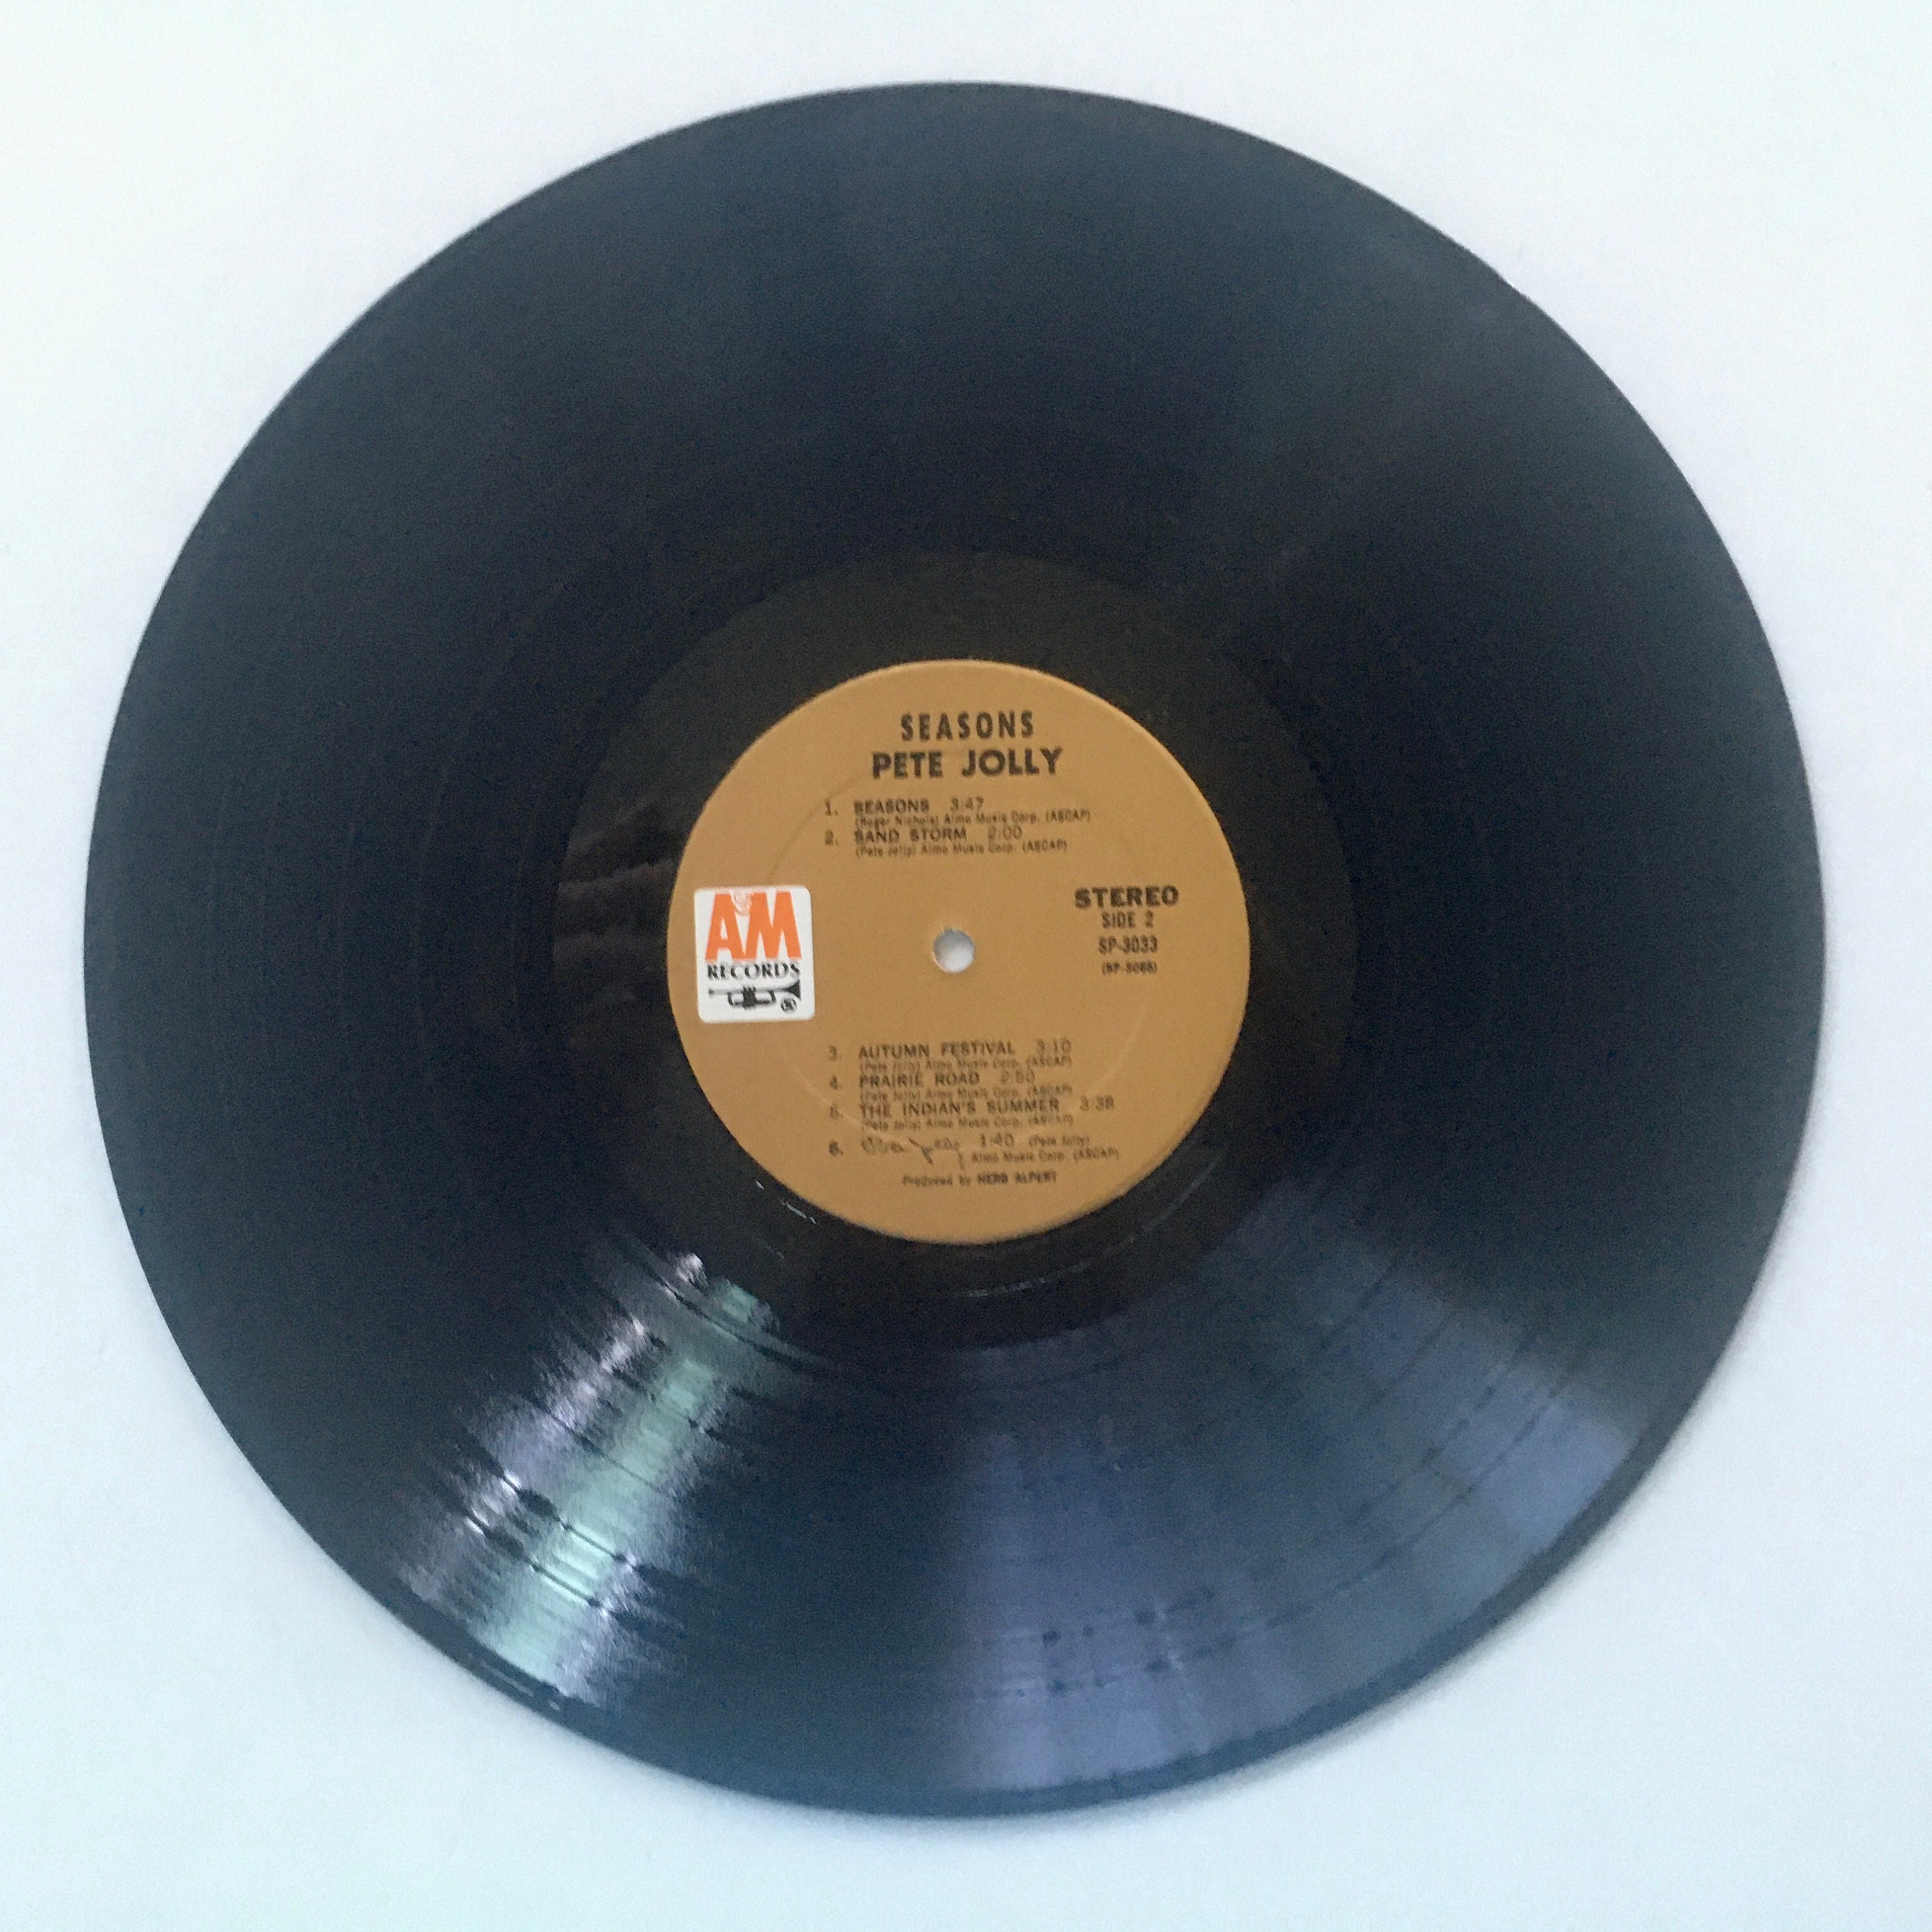 SEASONS
PETE JOLLY
1. SEASONS 3:47
(Roger Nichols) Almo Music Corp. (ASCAP)
2. SAND STORM 2:00
(Pete Jolly) Almo Music Corp. (ASCAP)
A&M
RECORDS
®
STEREO
SIDE 2
SP-3033
3. AUTUMN FESTIVAL 3:10
(Pete Jolly) Almo Music Corp. (ASCAP)
4. PRAIRIE ROAD 2:50
(Pete Jolly) Almo Music Corp. (ASCAP)
5. THE INDIAN'S SUMMER 3:38
(Pete Jolly) Almo Music Corp. (ASCAP)
6. 1:40 (Pete Jolly)
Almo Music Corp. (ASCAP)
Produced by HERB ALPERT